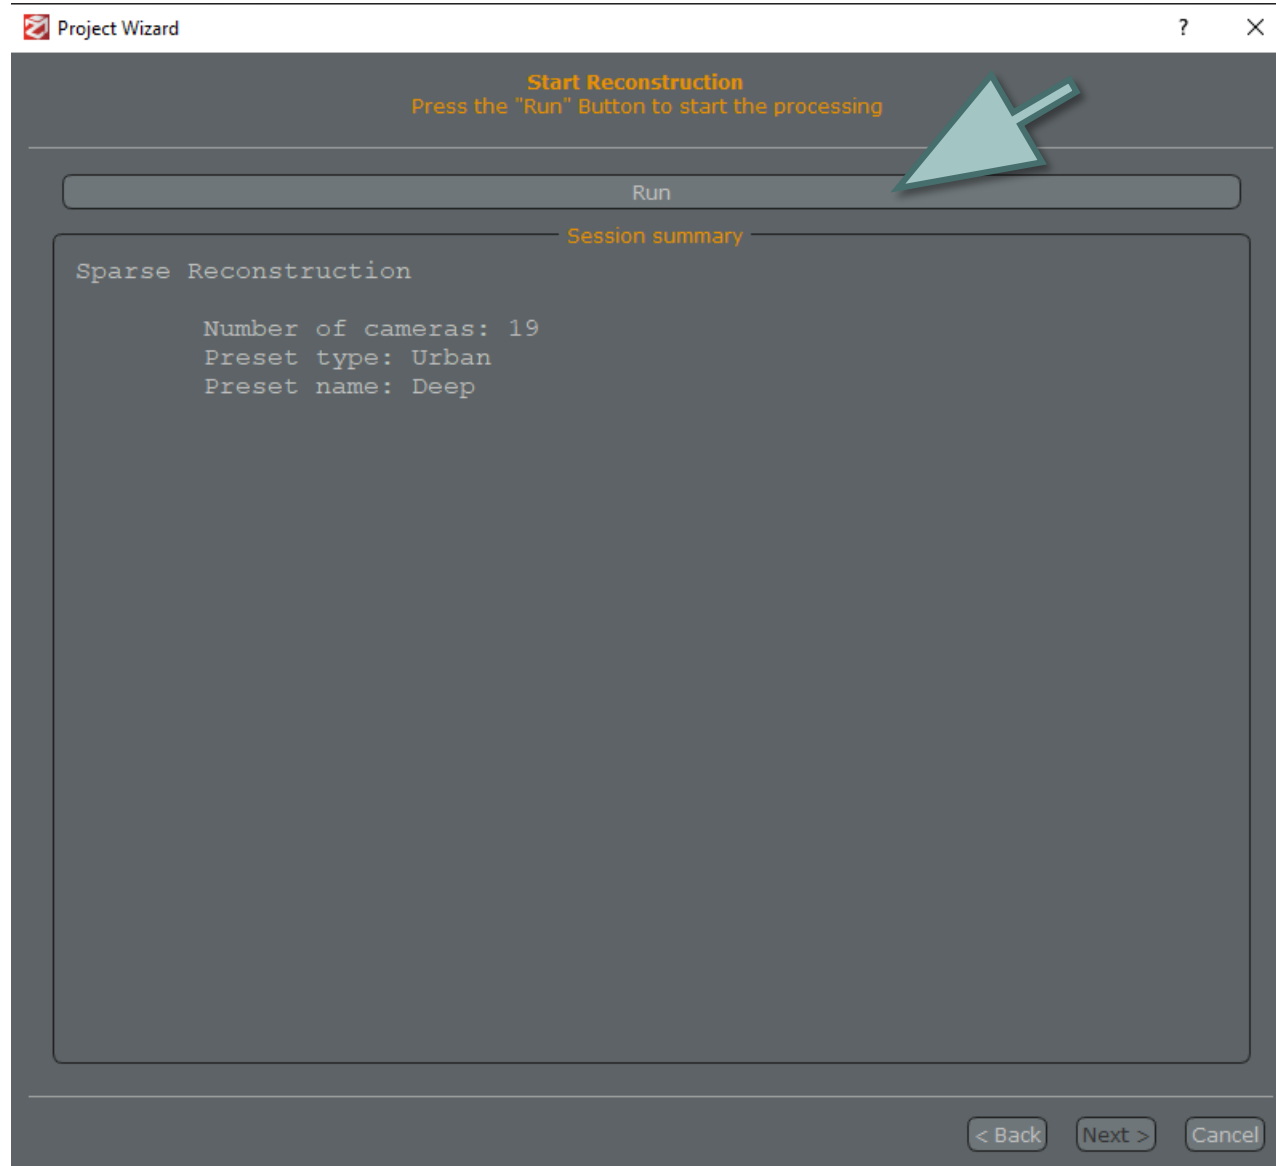 Project Wizard
?
Start Reconstruction
Press the "Run" Button to start the processing
Run
Session summary
Sparse Reconstruction
Number of cameras: 19
Preset type: Urban
Preset name: Deep
< Back Next > Cancel